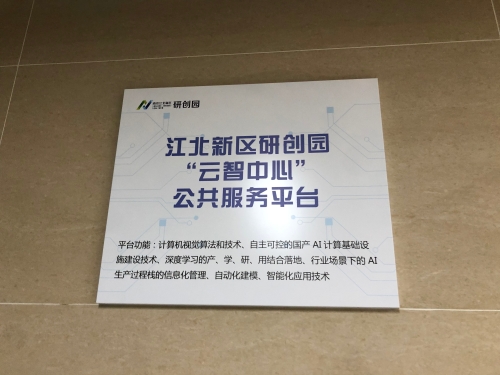 研创园
江北新区研创园
“云智中心”
公共服务平台
平台功能：计算机视觉算法和技术、自主可控的国产 AI 计算基础设
施建设技术、深度学习的产、学、研、用结合落地、行业场景下的 AI
生产过程栈的信息化管理、自动化建模、智能化应用技术